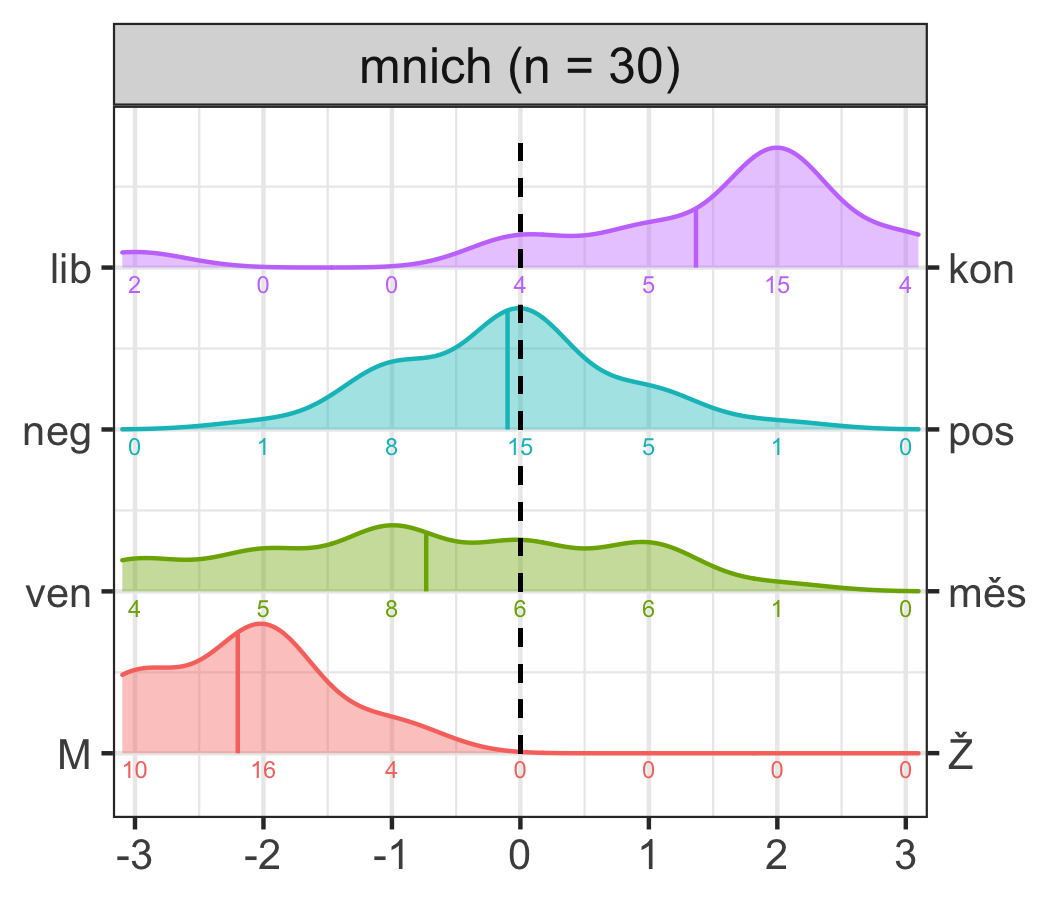 mnich (n = 30)
lib kon
2 0 0 4 5 15 4
neg pos
0 1 8 15 5 1 0
ven měs
4 5 8 6 6 1 0
M Ž
10 16 4 0 0 0 0
-3 -2 -1 0 1 2 3